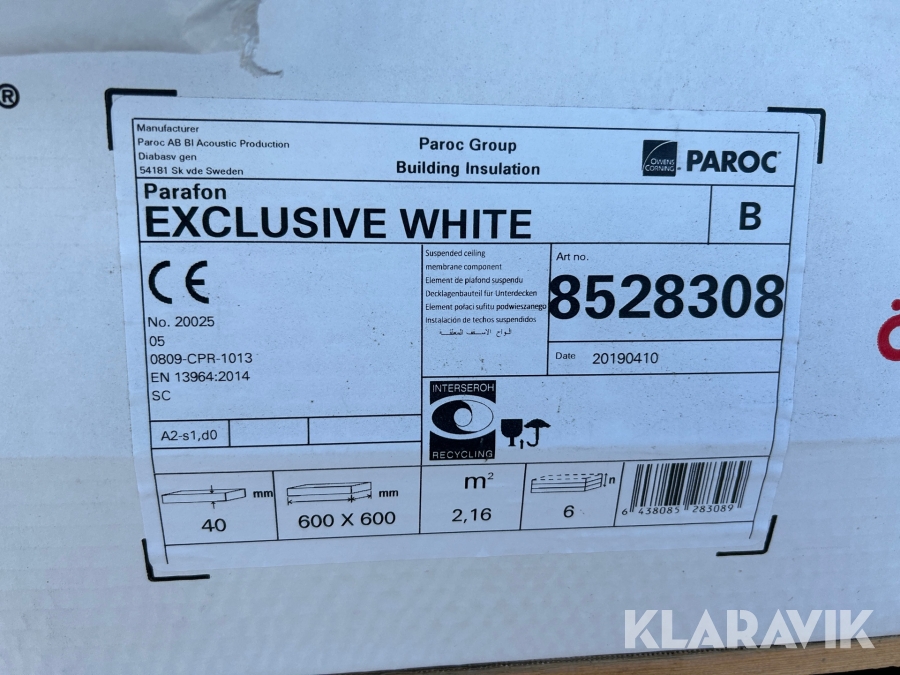 ®
Manufacturer
Paroc AB BI Acoustic Production
Diabasv gen
54181 Sk vde Sweden
Paroc Group
Building Insulation
OWENS
CORNING
PAROC®
Parafon
EXCLUSIVE WHITE
B
CE
No. 20025
05
0809-CPR-1013
EN 13964:2014
SC
A2-s1,d0
Suspended ceiling
membrane component
Element de plafond suspendu
Decklagenbauteil für Unterdecken
Element połaci sufitu podwieszanego
Instalación de techos suspendidos
Art no.
8528308
Date 20190410
INTERSEROH
RECYCLING
mm
40
mm
600 X 600
m²
2,16
n
6
6 438085 283089
KLARAVIK